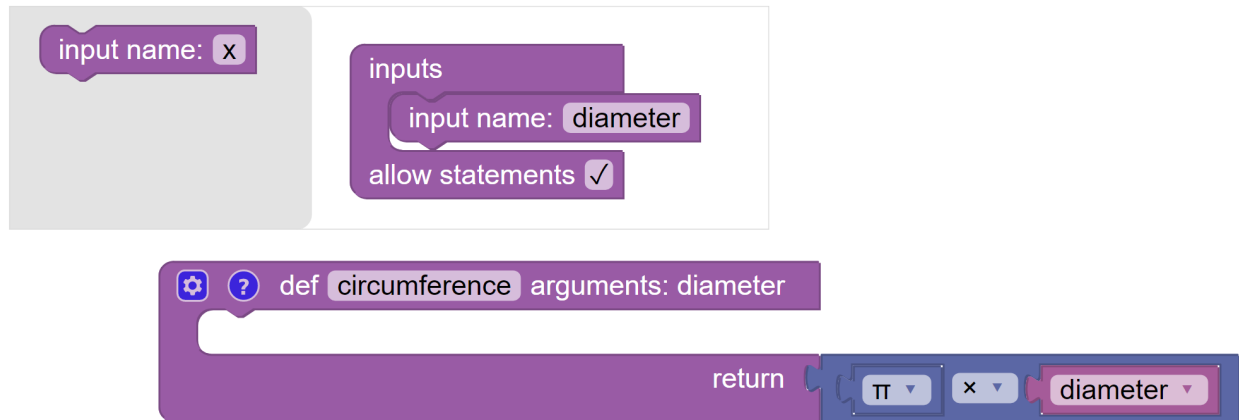 input name: x
inputs
input name: diameter
allow statements ✓
? def circumference arguments: diameter
return π × diameter